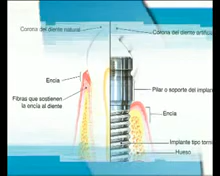 Corona del diente natural
Corona del diente artific
Encía
Fibras que sostienen
la encía al diente
Pilar o soporte del implan
Encía
Implante tipo torn
Hueso